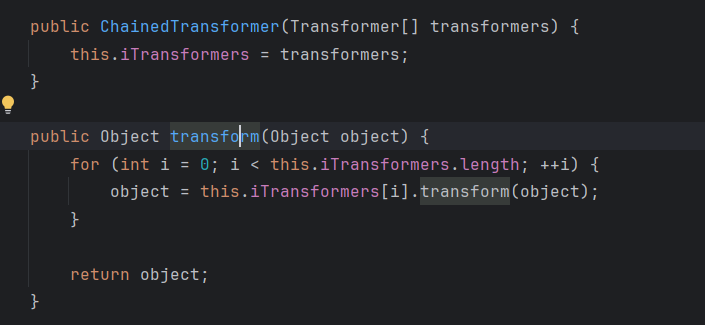 public ChainedTransformer(Transformer[] transformers) {
    this.iTransformers = transformers;
}
public Object transform(Object object) {
    for (int i = 0; i < this.iTransformers.length; ++i) {
        object = this.iTransformers[i].transform(object);
    }
    return object;
}